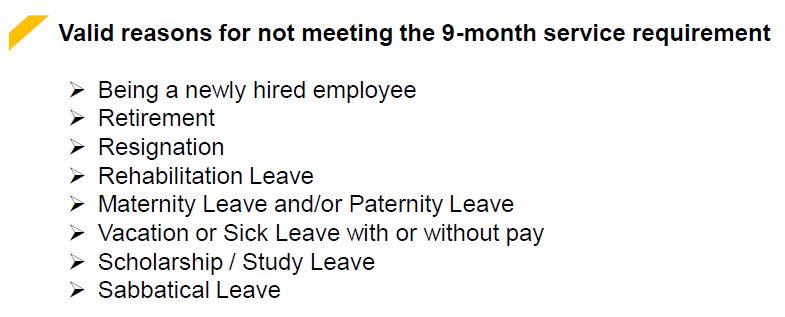 Valid reasons for not meeting the 9-month service requirement
➢ Being a newly hired employee
➢ Retirement
➢ Resignation
➢ Rehabilitation Leave
➢ Maternity Leave and/or Paternity Leave
➢ Vacation or Sick Leave with or without pay
➢ Scholarship / Study Leave
➢ Sabbatical Leave